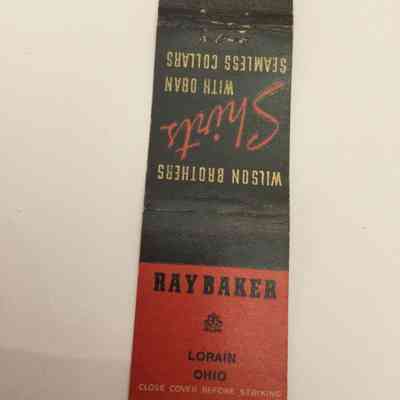 WILSON BROTHERS
Shirts
WITH OBAN
SEAMLESS COLLARS
RAY BAKER
LORAIN
OHIO
CLOSE COVER BEFORE STRIKING